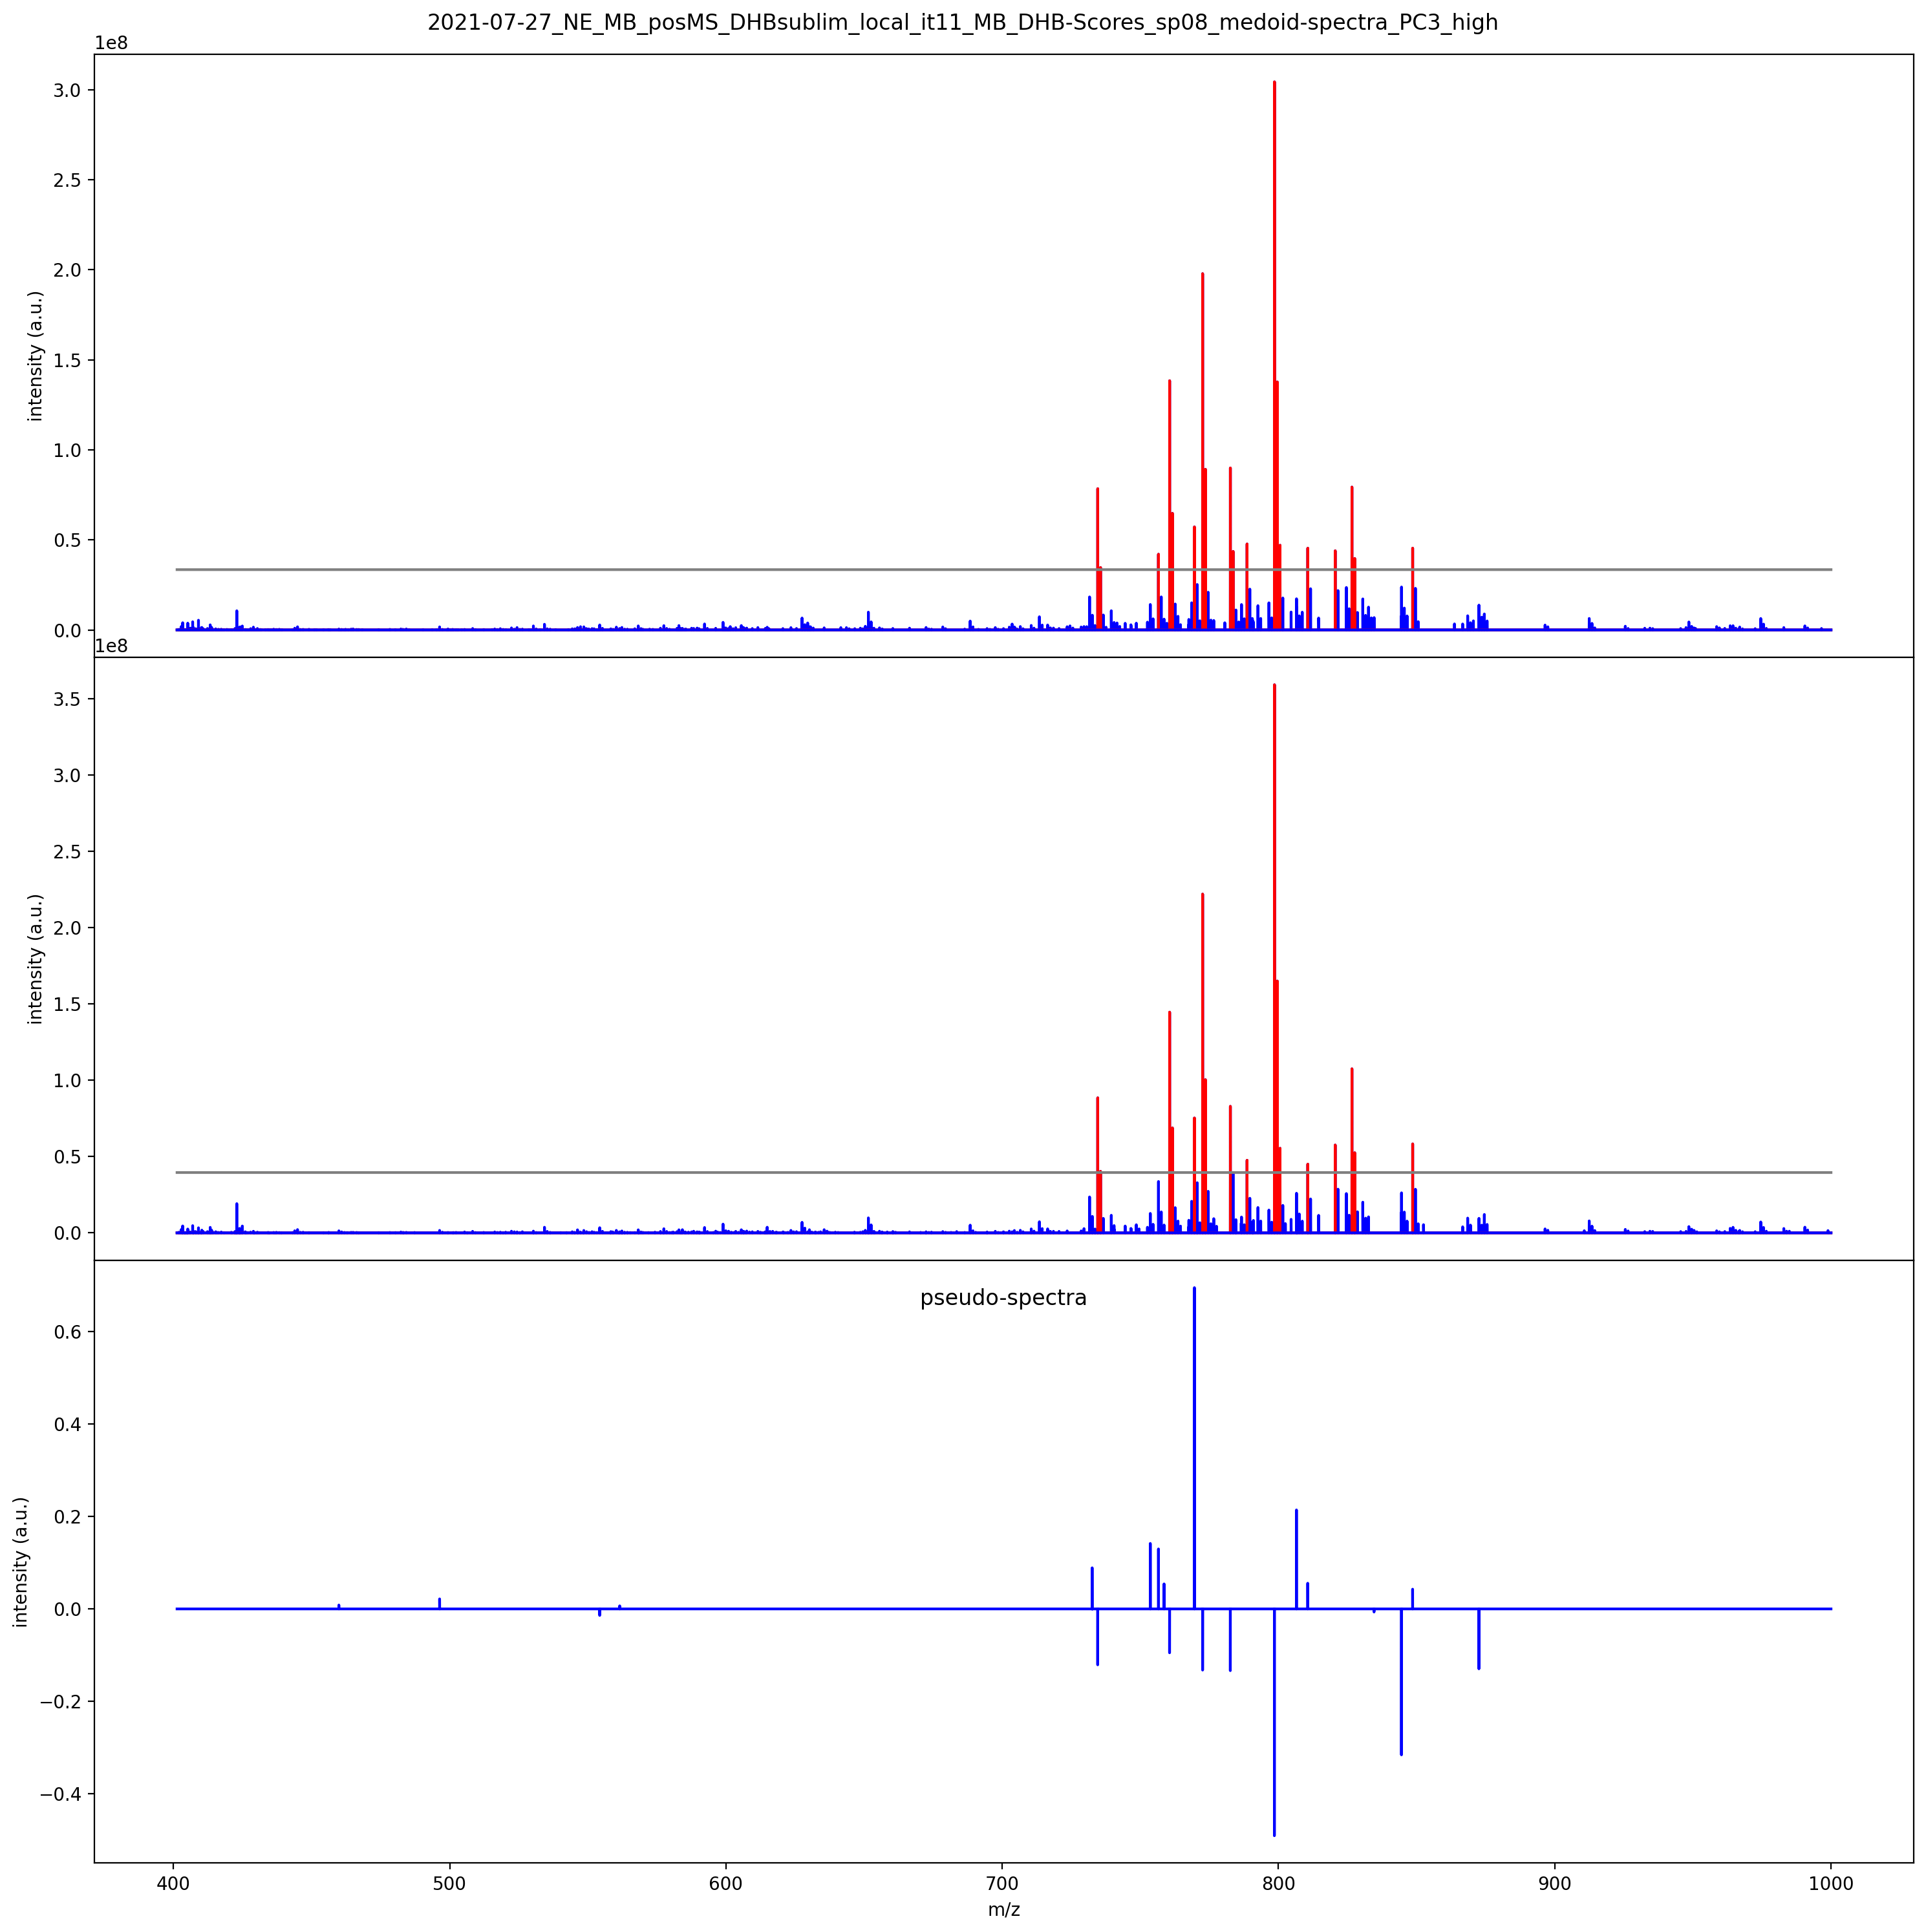 2021-07-27_NE_MB_posMS_DHBsublim_local_it11_MB_DHB-Scores_sp08_medoid-spectra_PC3_high
1e8
3.0
2.5
2.0
1.5
1.0
0.5
0.0
intensity (a.u.)
1e8
3.5
3.0
2.5
2.0
1.5
1.0
0.5
0.0
intensity (a.u.)
pseudo-spectra
0.6
0.4
0.2
0.0
−0.2
−0.4
intensity (a.u.)
400 500 600 700 800 900 1000
m/z